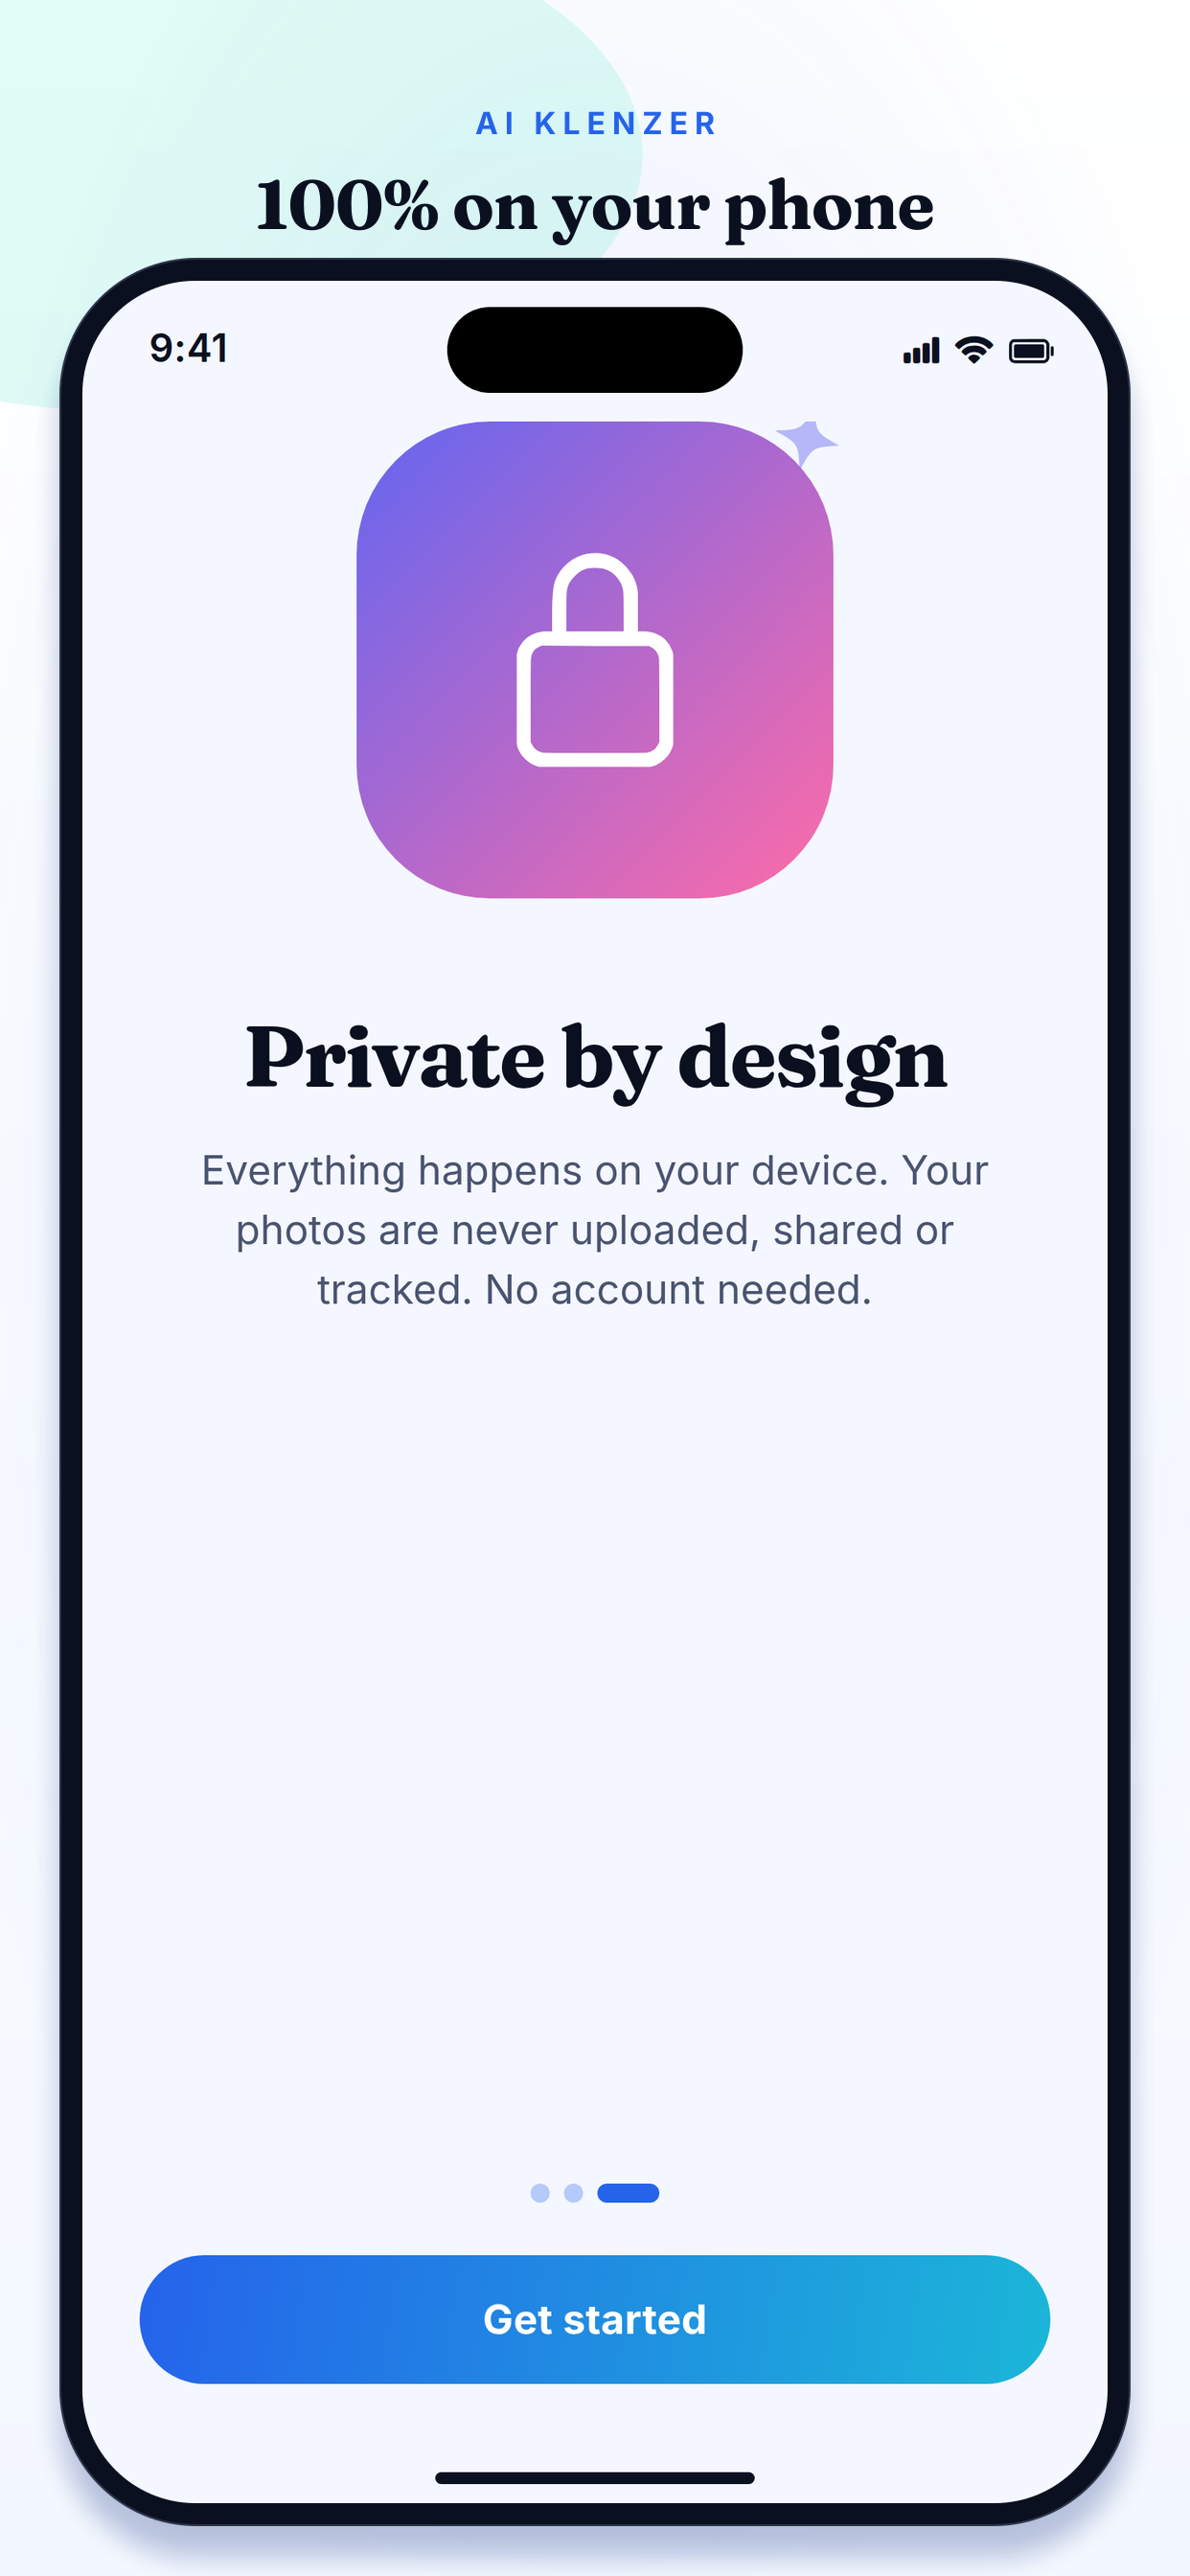 AI KLENZER
100% on your phone
9:41
Private by design
Everything happens on your device. Your
photos are never uploaded, shared or
tracked. No account needed.
Get started